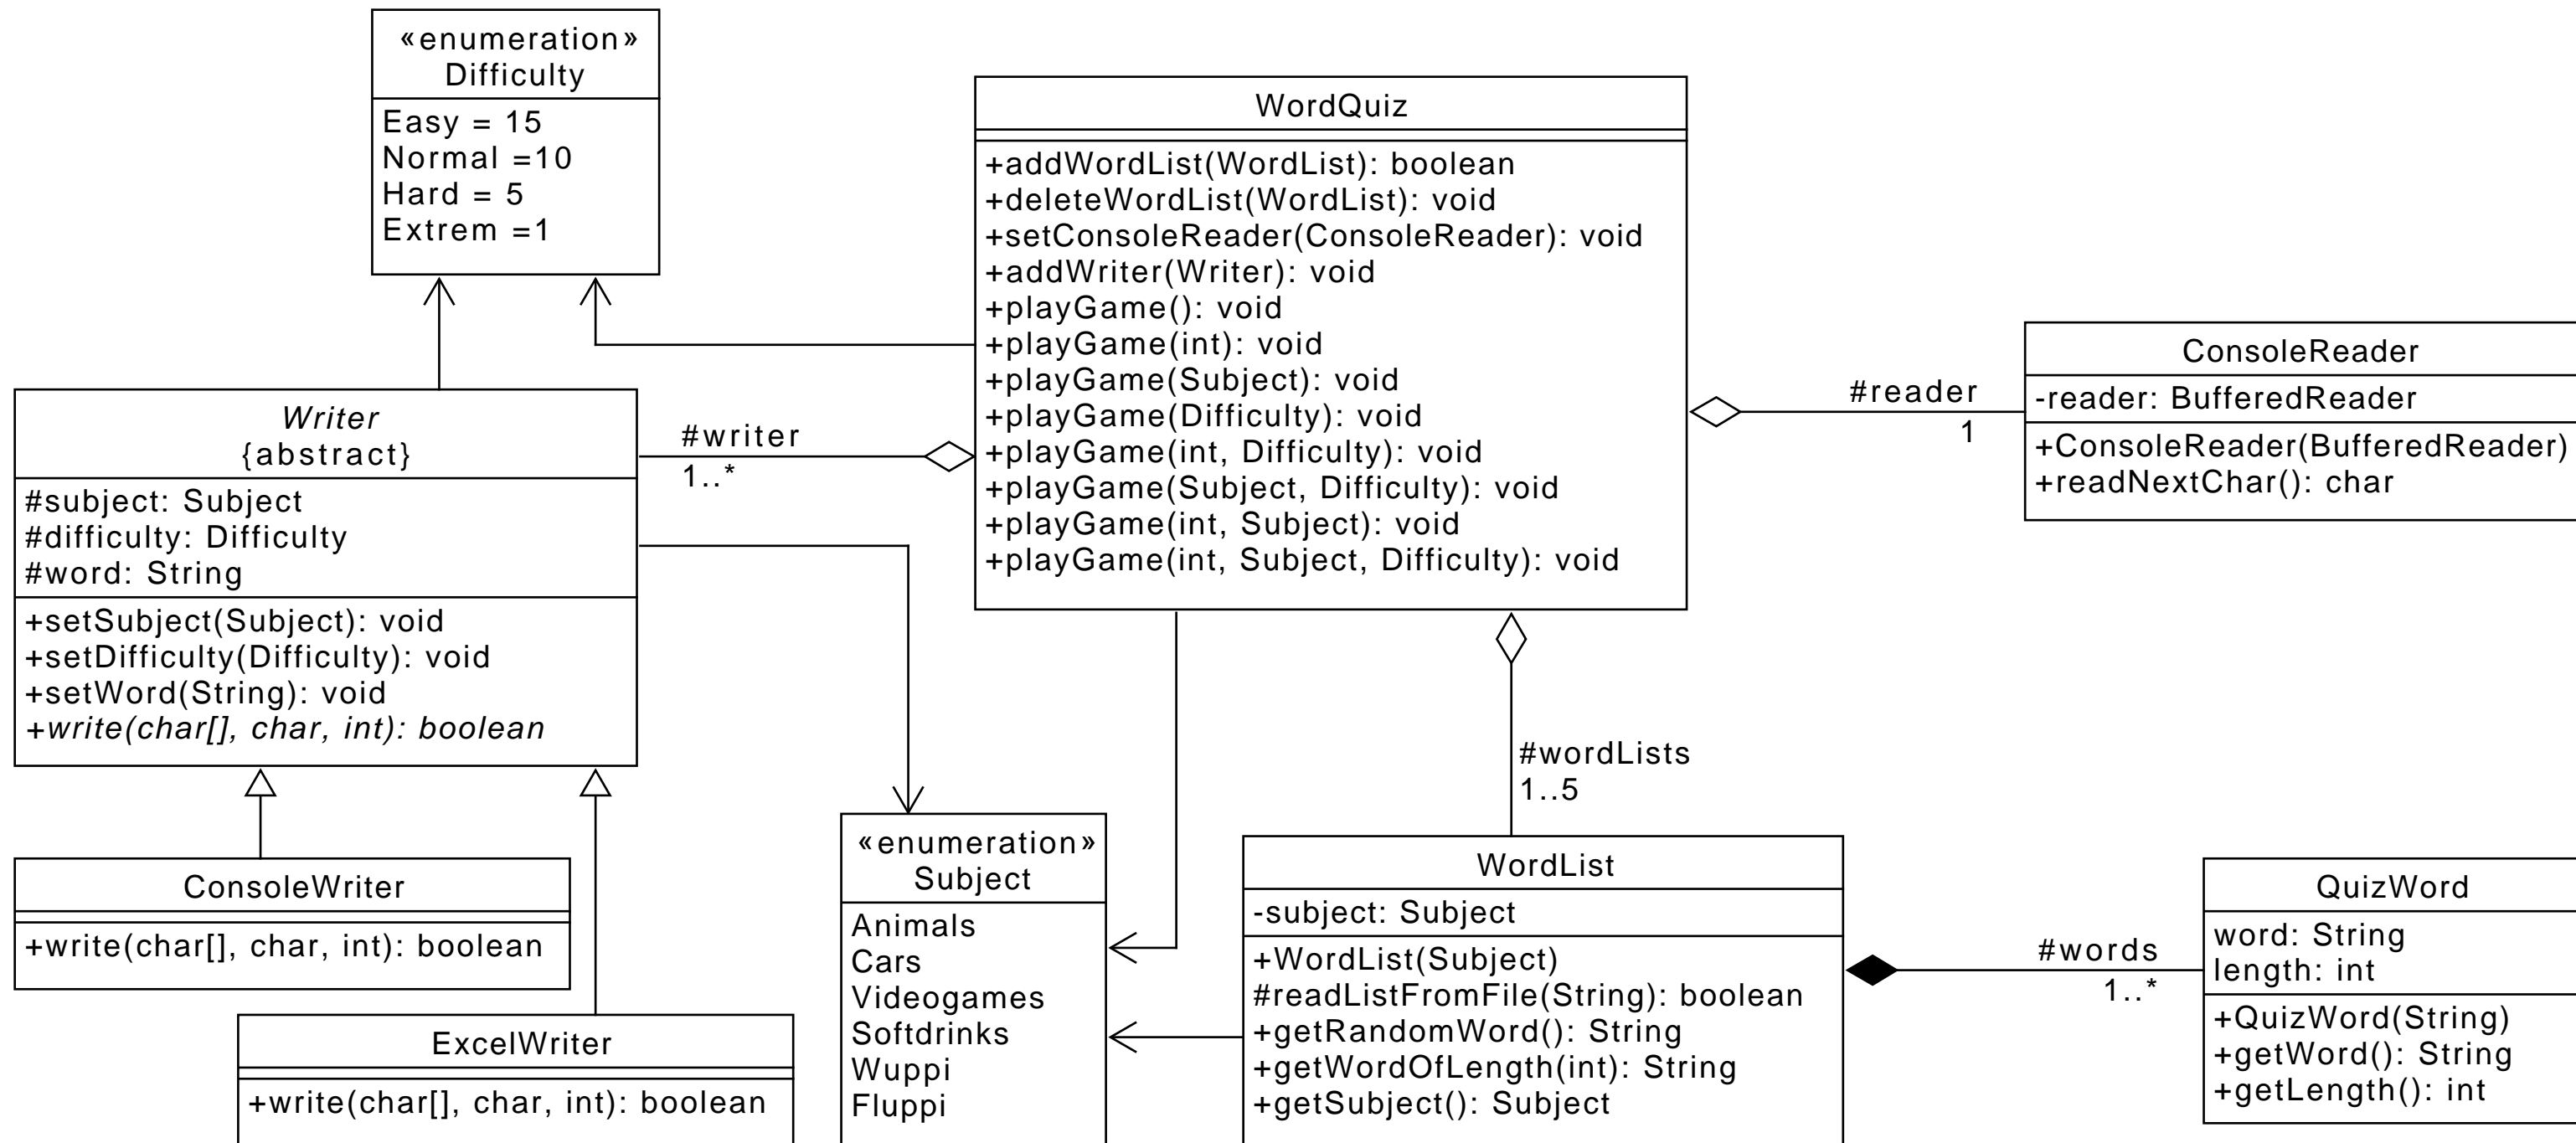 «enumeration»
Difficulty
Easy = 15
Normal =10
Hard = 5
Extrem =1
WordQuiz
+addWordList(WordList): boolean
+deleteWordList(WordList): void
+setConsoleReader(ConsoleReader): void
+addWriter(Writer): void
+playGame(): void
+playGame(int): void
+playGame(Subject): void
+playGame(Difficulty): void
+playGame(int, Difficulty): void
+playGame(Subject, Difficulty): void
+playGame(int, Subject): void
+playGame(int, Subject, Difficulty): void
#reader
1
ConsoleReader
-reader: BufferedReader
+ConsoleReader(BufferedReader)
+readNextChar(): char
Writer
{abstract}
#subject: Subject
#difficulty: Difficulty
#word: String
+setSubject(Subject): void
+setDifficulty(Difficulty): void
+setWord(String): void
+write(char[], char, int): boolean
#writer
1..*
ConsoleWriter
+write(char[], char, int): boolean
ExcelWriter
+write(char[], char, int): boolean
«enumeration»
Subject
Animals
Cars
Videogames
Softdrinks
Wuppi
Fluppi
#wordLists
1..5
WordList
-subject: Subject
+WordList(Subject)
#readListFromFile(String): boolean
+getRandomWord(): String
+getWordOfLength(int): String
+getSubject(): Subject
#words
1..*
QuizWord
word: String
length: int
+QuizWord(String)
+getWord(): String
+getLength(): int